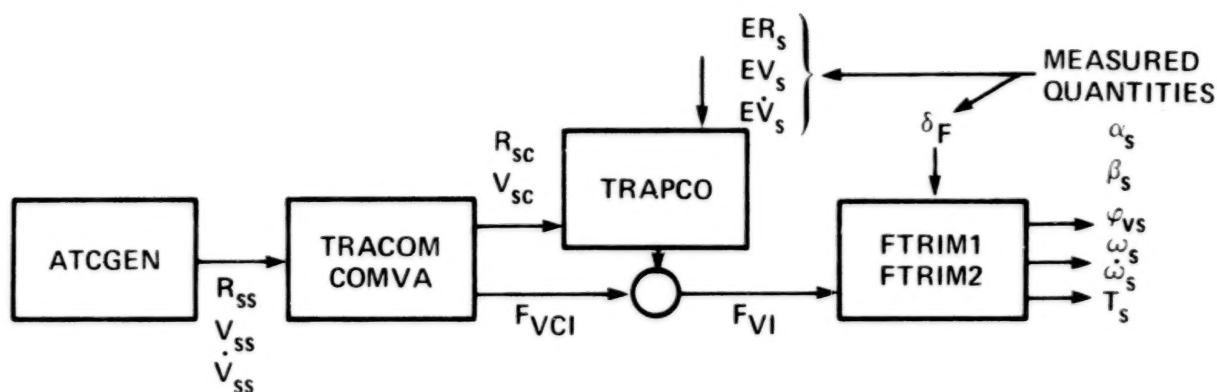 ER_s
EV_s
EV̇_s
MEASURED
QUANTITIES
δ_F
α_s
β_s
φ_vs
ω_s
ω̇_s
T_s
R_sc
V_sc
TRAPCO
ATCGEN
TRACOM
COMVA
FTRIM1
FTRIM2
R_ss
V_ss
V̇_ss
F_VCI
F_VI